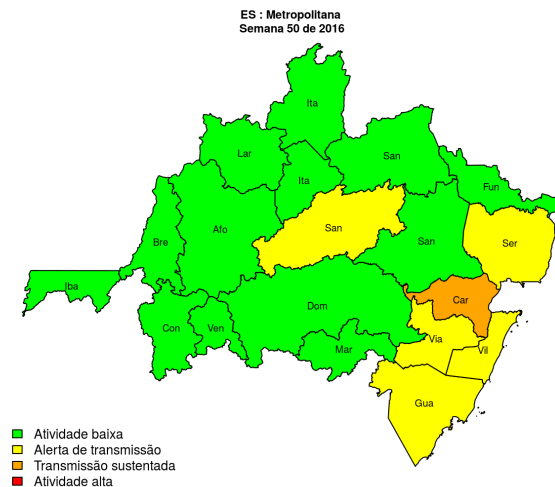 ES : Metropolitana
Semana 50 de 2016
Ita
Lar
San
Ita
Fun
Afo
San
Bre
San
Ser
Iba
Dom
Car
Con
Ven
Via
Mar
Vil
Gua
Atividade baixa
Alerta de transmissão
Transmissão sustentada
Atividade alta